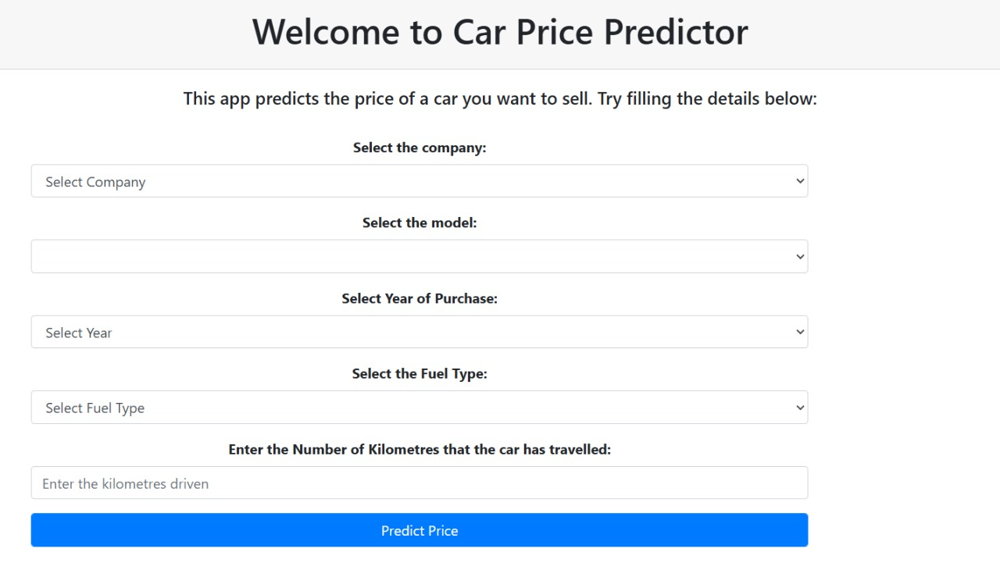 Welcome to Car Price Predictor
This app predicts the price of a car you want to sell. Try filling the details below:
Select the company:
Select Company
Select the model:
Select Year of Purchase:
Select Year
Select the Fuel Type:
Select Fuel Type
Enter the Number of Kilometres that the car has travelled:
Enter the kilometres driven
Predict Price